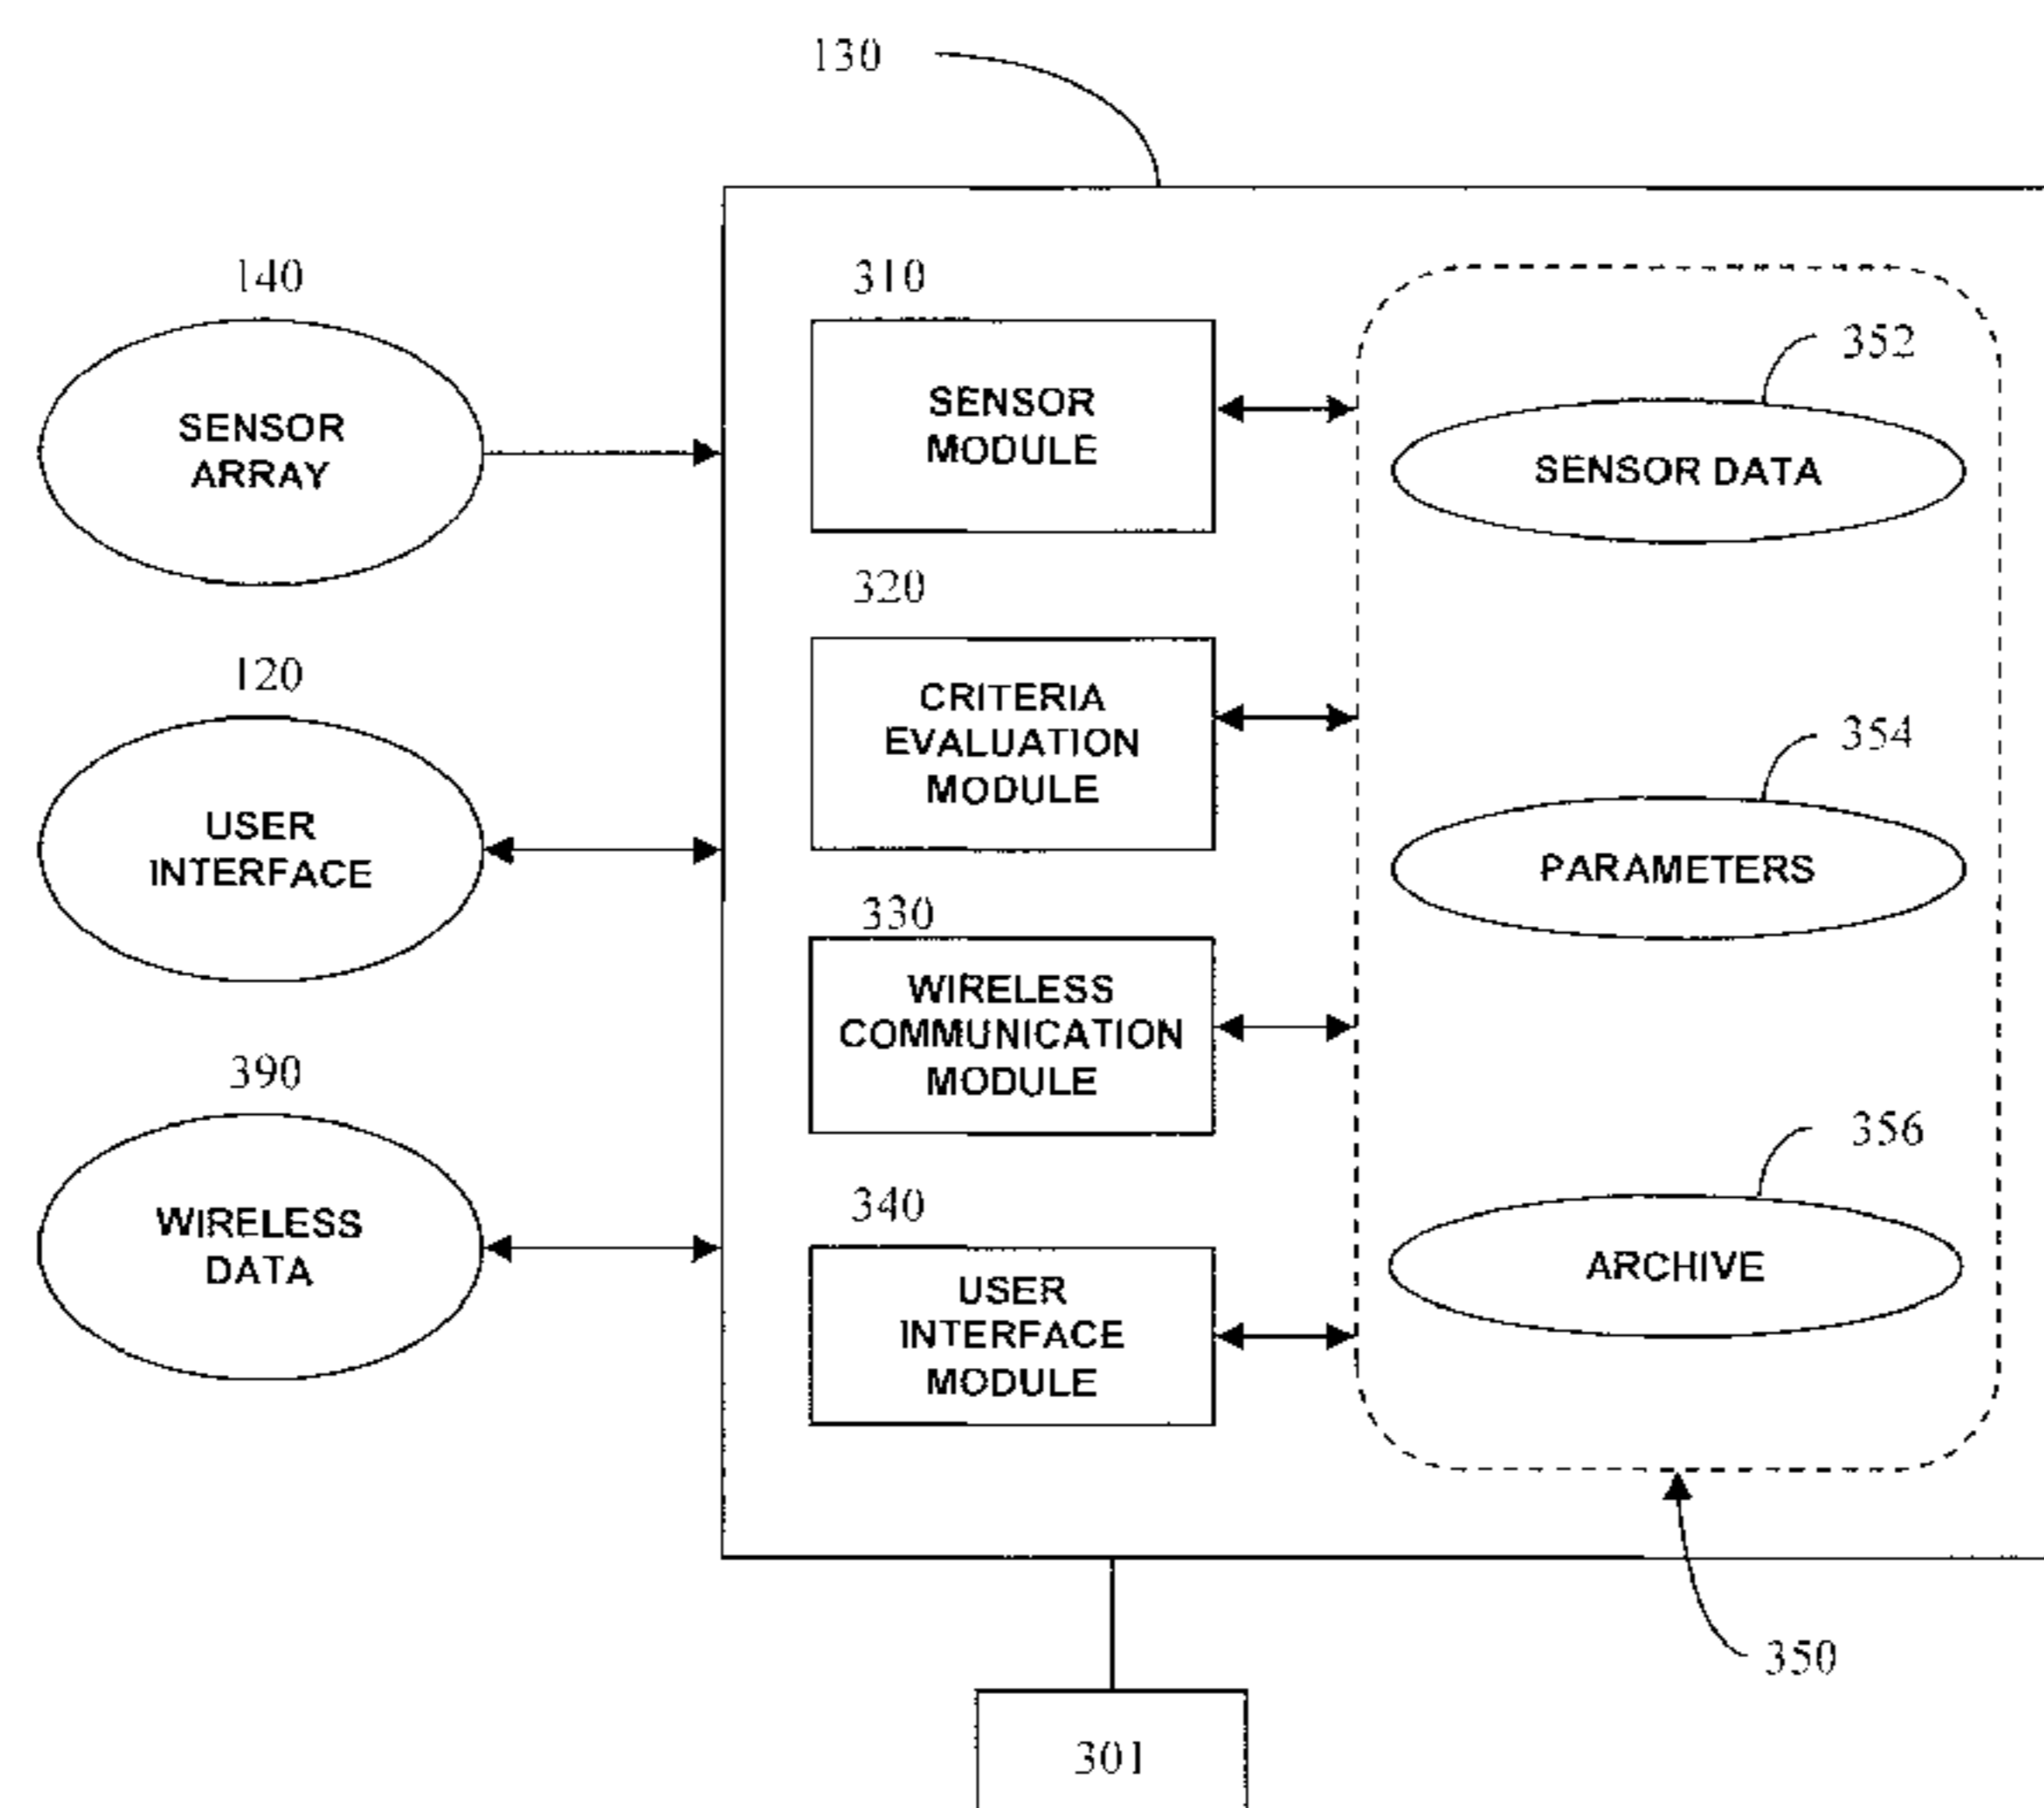 130
140
SENSOR
ARRAY
120
USER
INTERFACE
390
WIRELESS
DATA
310
SENSOR
MODULE
320
CRITERIA
EVALUATION
MODULE
330
WIRELESS
COMMUNICATION
MODULE
340
USER
INTERFACE
MODULE
352
SENSOR DATA
354
PARAMETERS
356
ARCHIVE
350
301